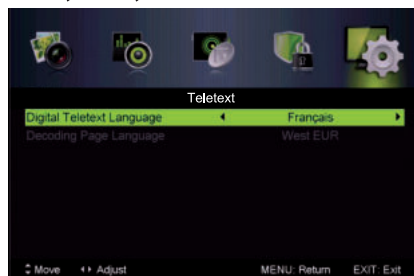 Teletext
Digital Teletext Language Français
Decoding Page Language West EUR
Move Adjust MENU: Return EXIT: Exit